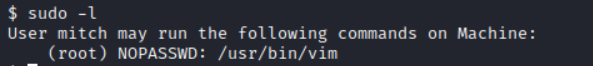 $ sudo -l
User mitch may run the following commands on Machine:
    (root) NOPASSWD: /usr/bin/vim